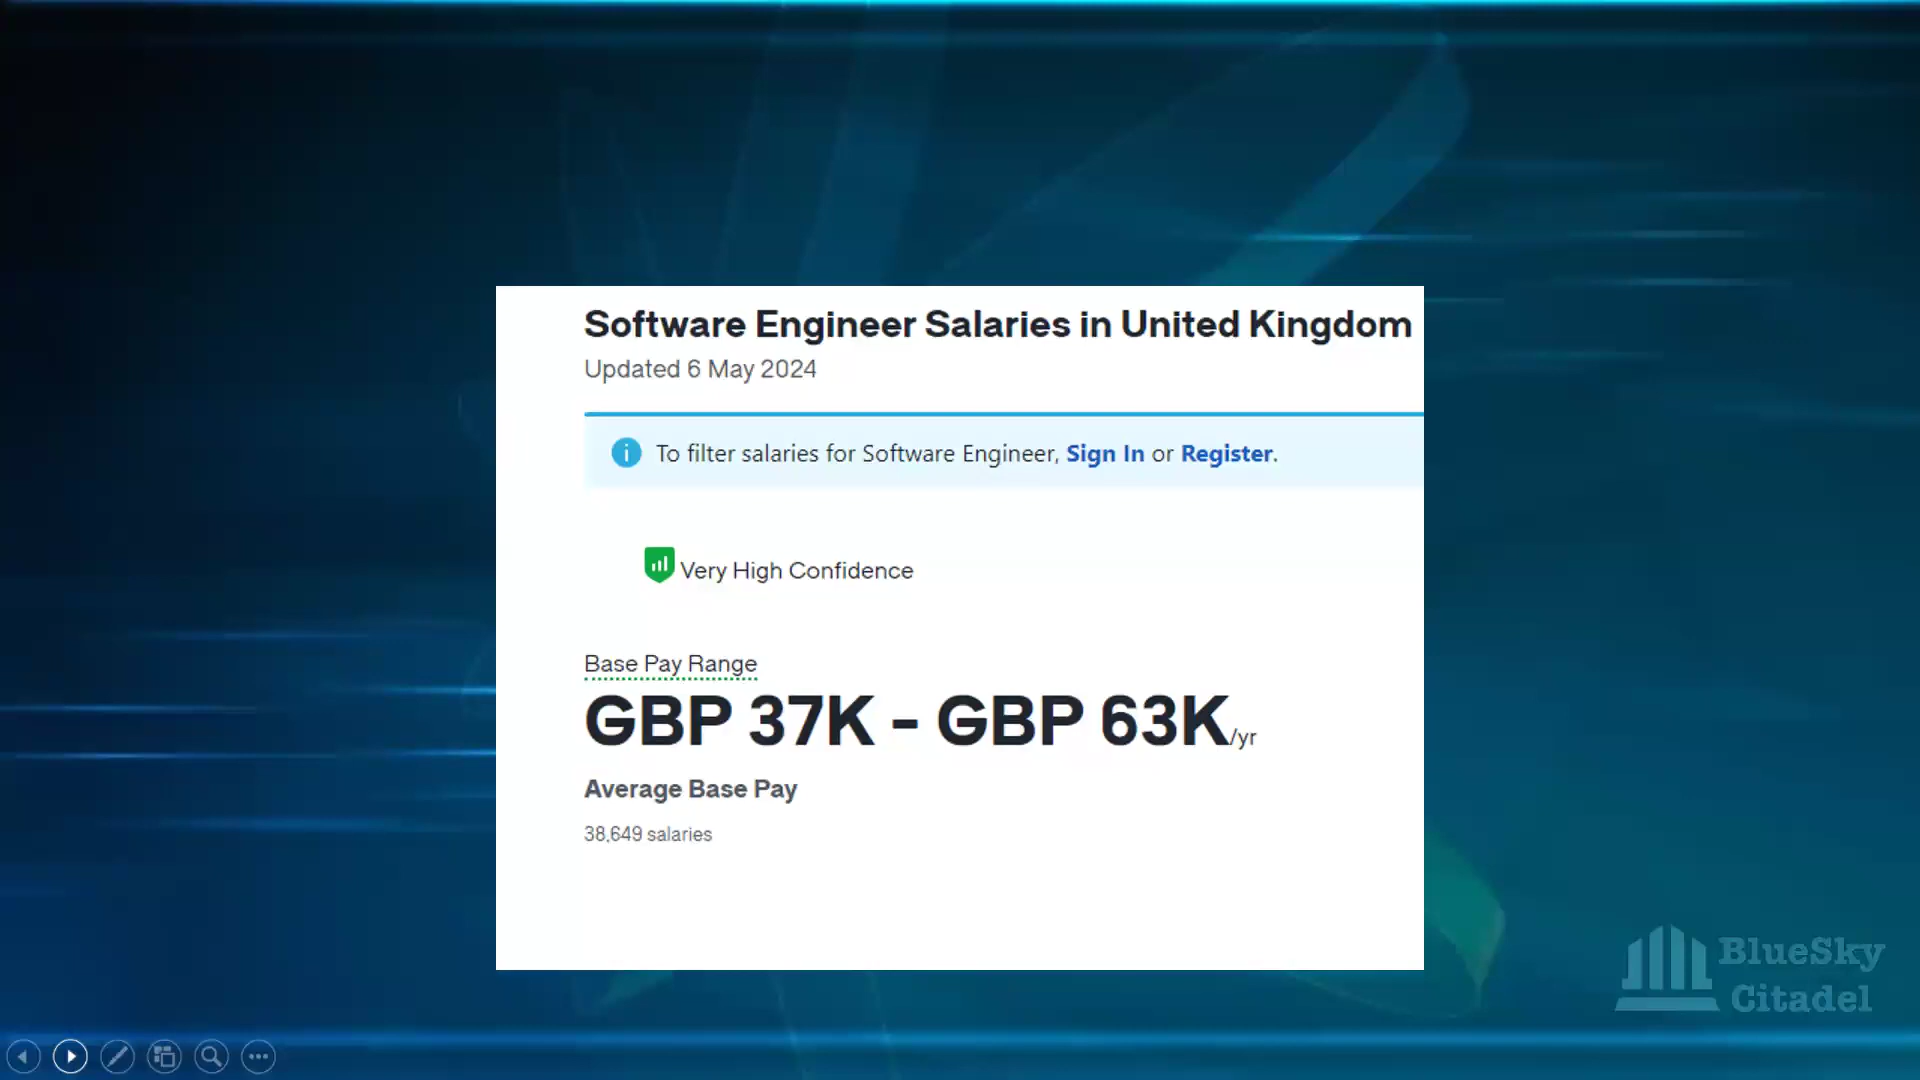 Software Engineer Salaries in United Kingdom
Updated 6 May 2024
To filter salaries for Software Engineer, Sign In or Register.
Very High Confidence
Base Pay Range
GBP 37K - GBP 63K/yr
Average Base Pay
38,649 salaries
BlueSky
Citadel